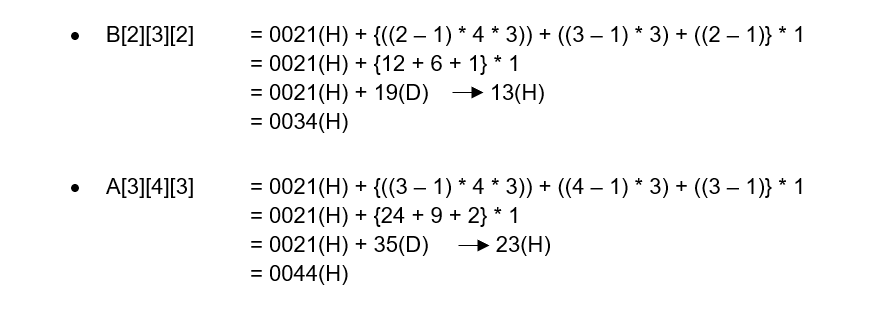 • B[2][3][2] = 0021(H) + {((2 – 1) * 4 * 3)) + ((3 – 1) * 3) + ((2 – 1)} * 1
= 0021(H) + {12 + 6 + 1} * 1
= 0021(H) + 19(D) → 13(H)
= 0034(H)
• A[3][4][3] = 0021(H) + {((3 – 1) * 4 * 3)) + ((4 – 1) * 3) + ((3 – 1)} * 1
= 0021(H) + {24 + 9 + 2} * 1
= 0021(H) + 35(D) → 23(H)
= 0044(H)